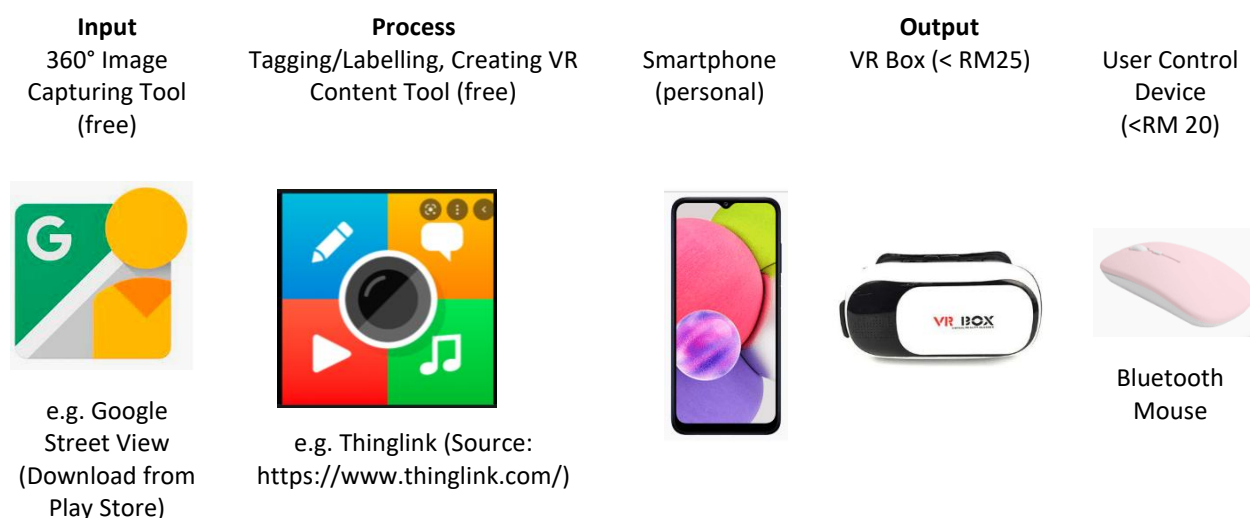 Input
360° Image
Capturing Tool
(free)
Process
Tagging/Labelling, Creating VR
Content Tool (free)
Smartphone
(personal)
Output
VR Box (< RM25)
User Control
Device
(<RM 20)
G
VR BOX
e.g. Google
Street View
(Download from
Play Store)
e.g. Thinglink (Source:
https://www.thinglink.com/)
Bluetooth
Mouse